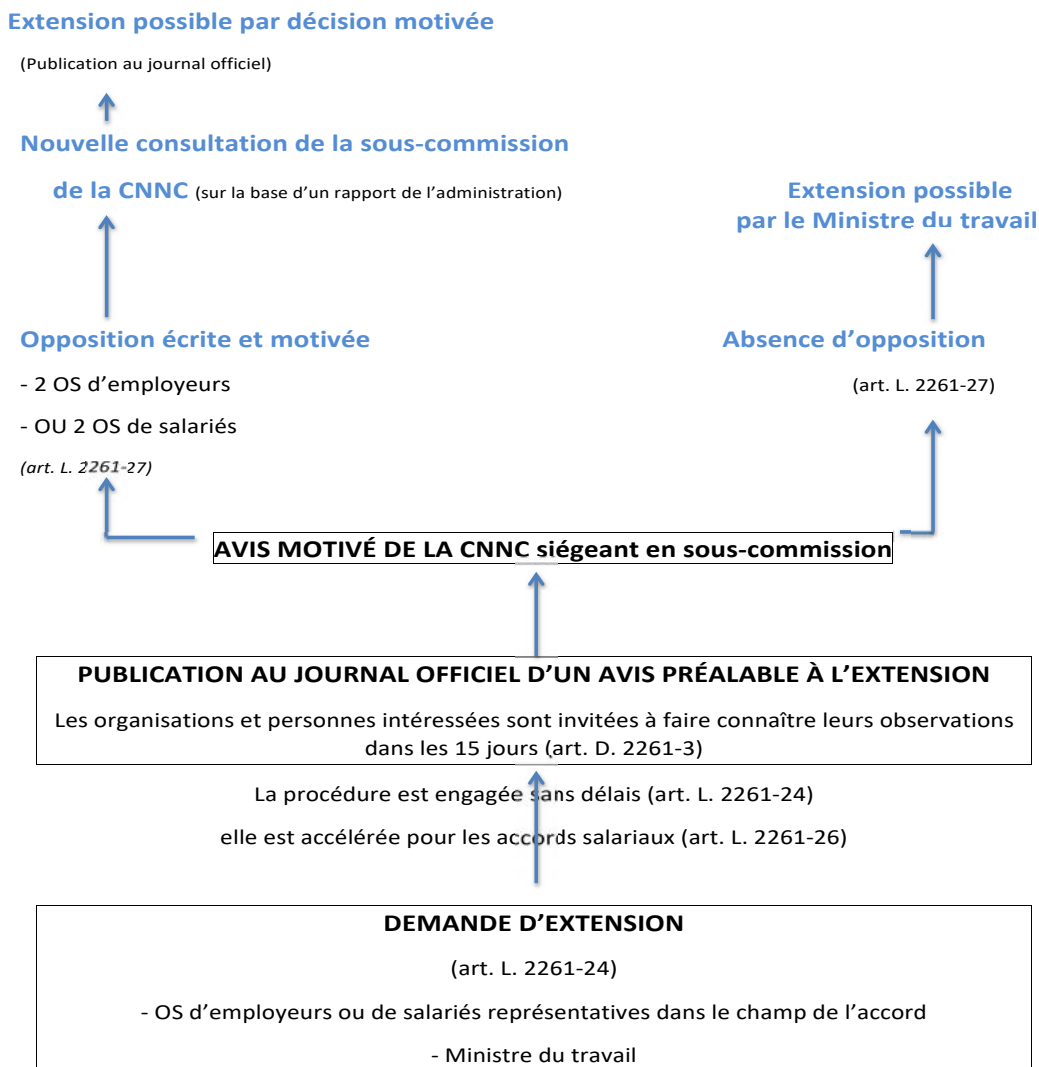 Extension possible par décision motivée
(Publication au journal officiel)
Nouvelle consultation de la sous-commission
de la CNNC (sur la base d'un rapport de l'administration)
Extension possible
par le Ministre du travail
Opposition écrite et motivée
- 2 OS d'employeurs
- OU 2 OS de salariés
(art. L. 2261-27)
Absence d'opposition
(art. L. 2261-27)
AVIS MOTIVÉ DE LA CNNC siégeant en sous-commission
PUBLICATION AU JOURNAL OFFICIEL D'UN AVIS PRÉALABLE À L'EXTENSION
Les organisations et personnes intéressées sont invitées à faire connaître leurs observations
dans les 15 jours (art. D. 2261-3)
La procédure est engagée sans délais (art. L. 2261-24)
elle est accélérée pour les accords salariaux (art. L. 2261-26)
DEMANDE D'EXTENSION
(art. L. 2261-24)
- OS d'employeurs ou de salariés représentatives dans le champ de l'accord
- Ministre du travail